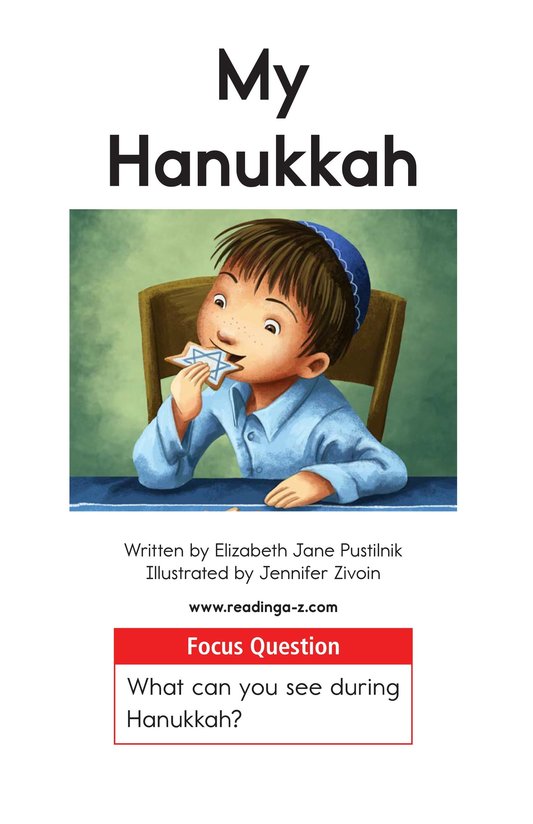 My
Hanukkah
Written by Elizabeth Jane Pustilnik
Illustrated by Jennifer Zivoin
www.readinga-z.com
Focus Question
What can you see during
Hanukkah?